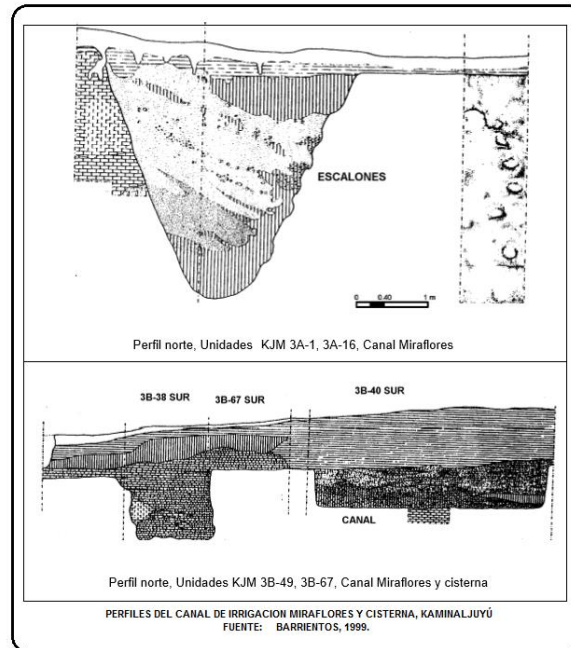 ESCALONES
0 0.40 1 m
Perfil norte, Unidades KJM 3A-1, 3A-16, Canal Miraflores
3B-38 SUR 3B-67 SUR 3B-40 SUR
CANAL
Perfil norte, Unidades KJM 3B-49, 3B-67, Canal Miraflores y cisterna
PERFILES DEL CANAL DE IRRIGACION MIRAFLORES Y CISTERNA, KAMINALJUYÚ
FUENTE: BARRIENTOS, 1999.